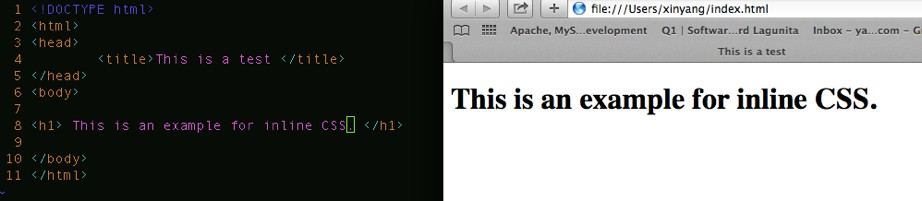 1 <!DOCTYPE html>
2 <html>
3 <head>
4 <title>This is a test </title>
5 </head>
6 <body>
7
8 <h1> This is an example for inline CSS. </h1>
9
10 </body>
11 </html>
~
file:///Users/xinyang/index.html
Apache, MyS...evelopment Q1 | Softwar...rd Lagunita Inbox – ya...com – G
This is a test
This is an example for inline CSS.